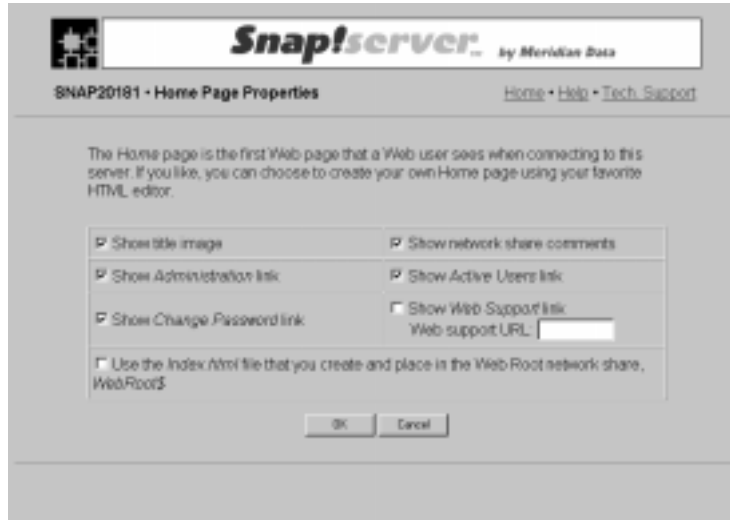 Snap!server™ by Meridian Data
SNAP20181 • Home Page Properties
Home • Help • Tech. Support
The Home page is the first Web page that a Web user sees when connecting to this
server. If you like, you can choose to create your own Home page using your favorite
HTML editor.
Show title image
Show network share comments
Show Administration link
Show Active Users link
Show Change Password link
Show Web Support link
Web support URL:
Use the Index.html file that you create and place in the Web Root network share,
WebRoot$
OK
Cancel